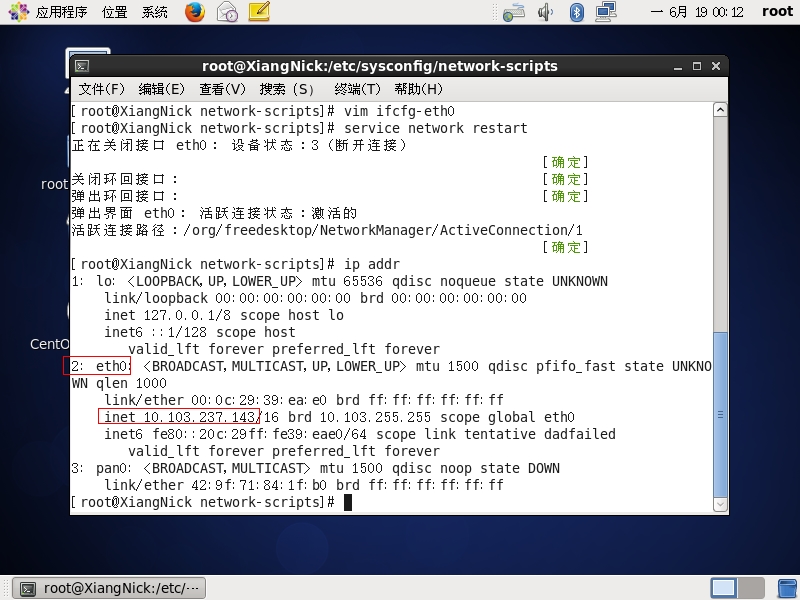 应用程序 位置 系统 一 6月 19 00:12 root
root@XiangNick:/etc/sysconfig/network-scripts
文件(F) 编辑(E) 查看(V) 搜索 (S) 终端(T) 帮助(H)
[root@XiangNick network-scripts]# vim ifcfg-eth0
[root@XiangNick network-scripts]# service network restart
正在关闭接口 eth0： 设备状态：3 (断开连接)
[确定]
关闭环回接口： [确定]
弹出环回接口： [确定]
弹出界面 eth0： 活跃连接状态：激活的
活跃连接路径：/org/freedesktop/NetworkManager/ActiveConnection/1
[确定]
[root@XiangNick network-scripts]# ip addr
1: lo: <LOOPBACK,UP,LOWER_UP> mtu 65536 qdisc noqueue state UNKNOWN
link/loopback 00:00:00:00:00:00 brd 00:00:00:00:00:00
inet 127.0.0.1/8 scope host lo
inet6 ::1/128 scope host
valid_lft forever preferred_lft forever
2: eth0: <BROADCAST,MULTICAST,UP,LOWER_UP> mtu 1500 qdisc pfifo_fast state UNKNO
WN qlen 1000
link/ether 00:0c:29:39:ea:e0 brd ff:ff:ff:ff:ff:ff
inet 10.103.237.143/16 brd 10.103.255.255 scope global eth0
inet6 fe80::20c:29ff:fe39:eae0/64 scope link tentative dadfailed
valid_lft forever preferred_lft forever
3: pan0: <BROADCAST,MULTICAST> mtu 1500 qdisc noop state DOWN
link/ether 42:9f:71:84:1f:b0 brd ff:ff:ff:ff:ff:ff
[root@XiangNick network-scripts]#
root
CentO
root@XiangNick:/etc/···